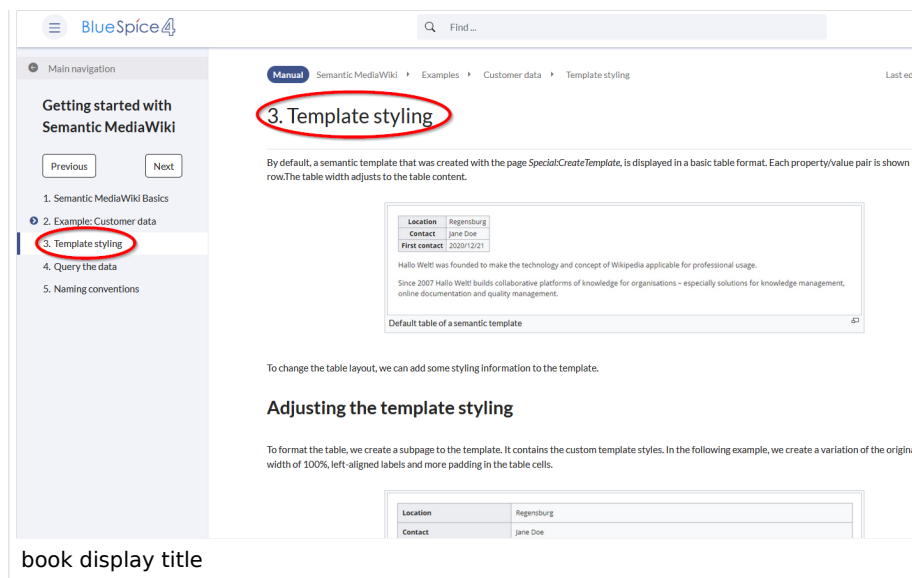 BlueSpice 4
Find ...
Main navigation
Getting started with
Semantic MediaWiki
Previous
Next
1. Semantic MediaWiki Basics
2. Example: Customer data
3. Template styling
4. Query the data
5. Naming conventions
Manual Semantic MediaWiki Examples Customer data Template styling
Last ed
3. Template styling
By default, a semantic template that was created with the page Special:CreateTemplate, is displayed in a basic table format. Each property/value pair is shown
row.The table width adjusts to the table content.
Location Regensburg
Contact Jane Doe
First contact 2020/12/21
Hallo Welt! was founded to make the technology and concept of Wikipedia applicable for professional usage.
Since 2007 Hallo Welt! builds collaborative platforms of knowledge for organisations – especially solutions for knowledge management,
online documentation and quality management.
Default table of a semantic template
To change the table layout, we can add some styling information to the template.
Adjusting the template styling
To format the table, we create a subpage to the template. It contains the custom template styles. In the following example, we create a variation of the origina
width of 100%, left-aligned labels and more padding in the table cells.
Location Regensburg
Contact Jane Doe
book display title